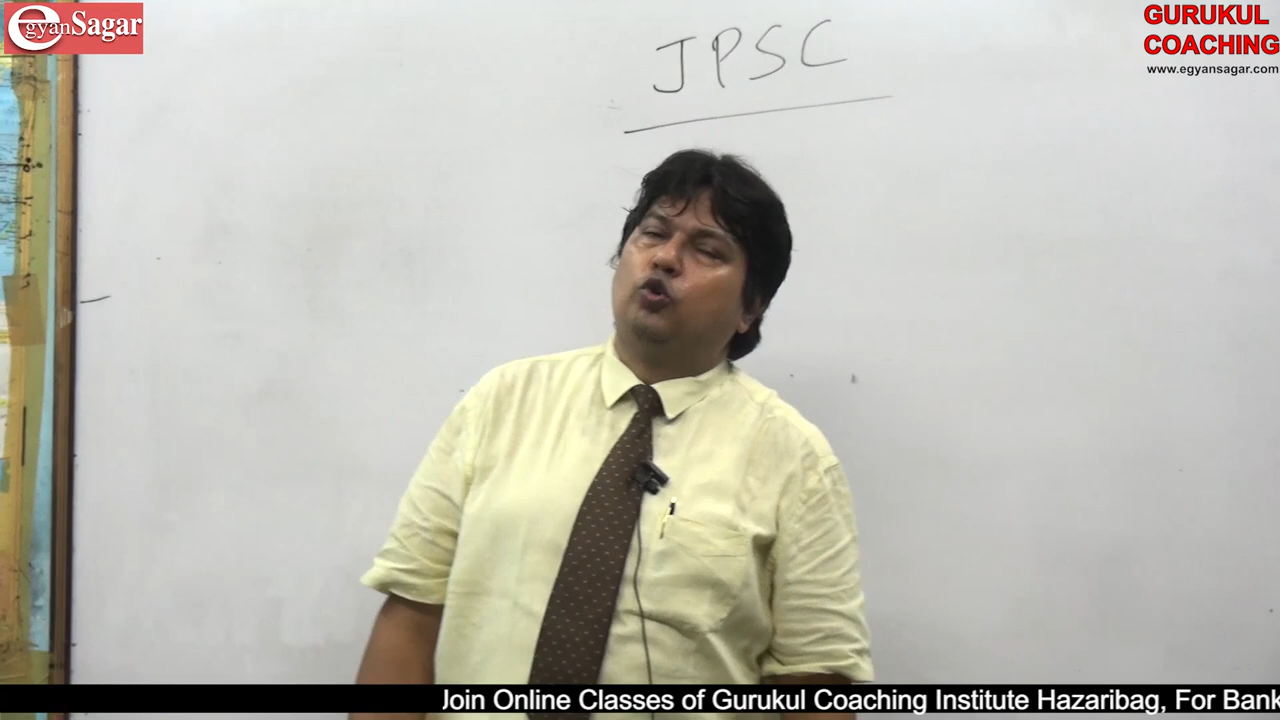 egyanSagar
GURUKUL
COACHING
www.egyansagar.com
JPSC
Join Online Classes of Gurukul Coaching Institute Hazaribag, For Bank